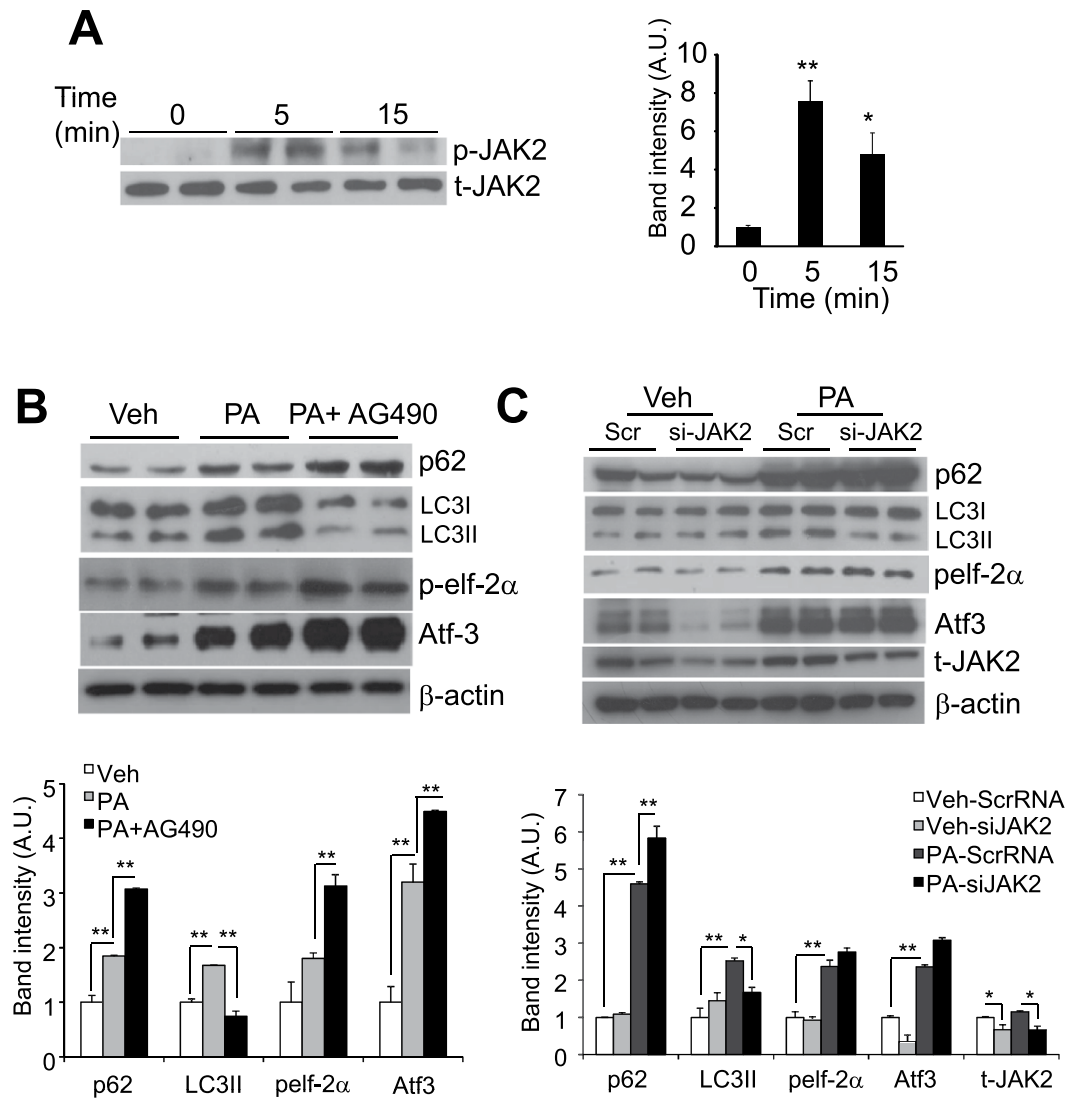 A
Time
(min)
0 5 15
p-JAK2
t-JAK2
Band intensity (A.U.)
10
8
6
4
2
0
**
*
0 5 15
Time (min)
B
Veh PA PA+ AG490
p62
LC3I
LC3II
p-elf-2α
Atf-3
β-actin
Band intensity (A.U.)
5
4
3
2
1
0
Veh
PA
PA+AG490
** ** ** ** ** ** **
p62 LC3II pelf-2α Atf3
C
Veh PA
Scr si-JAK2 Scr si-JAK2
p62
LC3I
LC3II
pelf-2α
Atf3
t-JAK2
β-actin
Band intensity (A.U.)
7
6
5
4
3
2
1
0
Veh-ScrRNA
Veh-siJAK2
PA-ScrRNA
PA-siJAK2
** ** ** * ** ** * *
p62 LC3II pelf-2α Atf3 t-JAK2